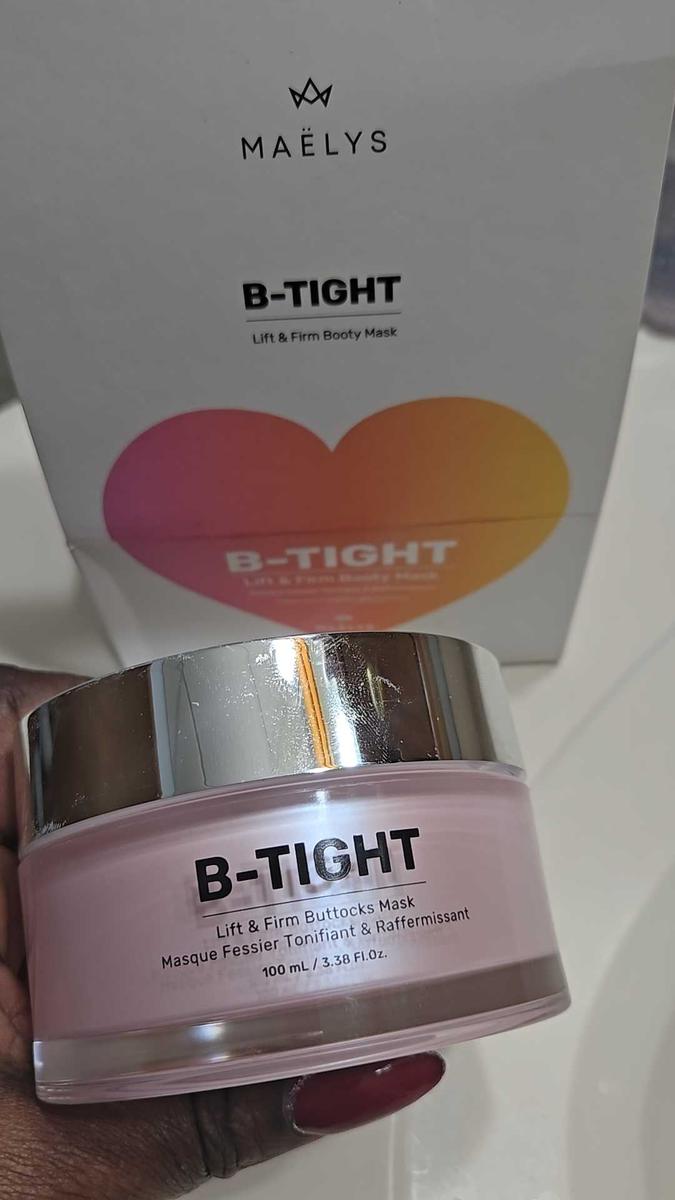 MAËLYS
B-TIGHT
Lift & Firm Booty Mask
B-TIGHT
Lift & Firm Booty Mask
B-TIGHT
Lift & Firm Buttocks Mask
Masque Fessier Tonifiant & Raffermissant
100 mL / 3.38 Fl.Oz.